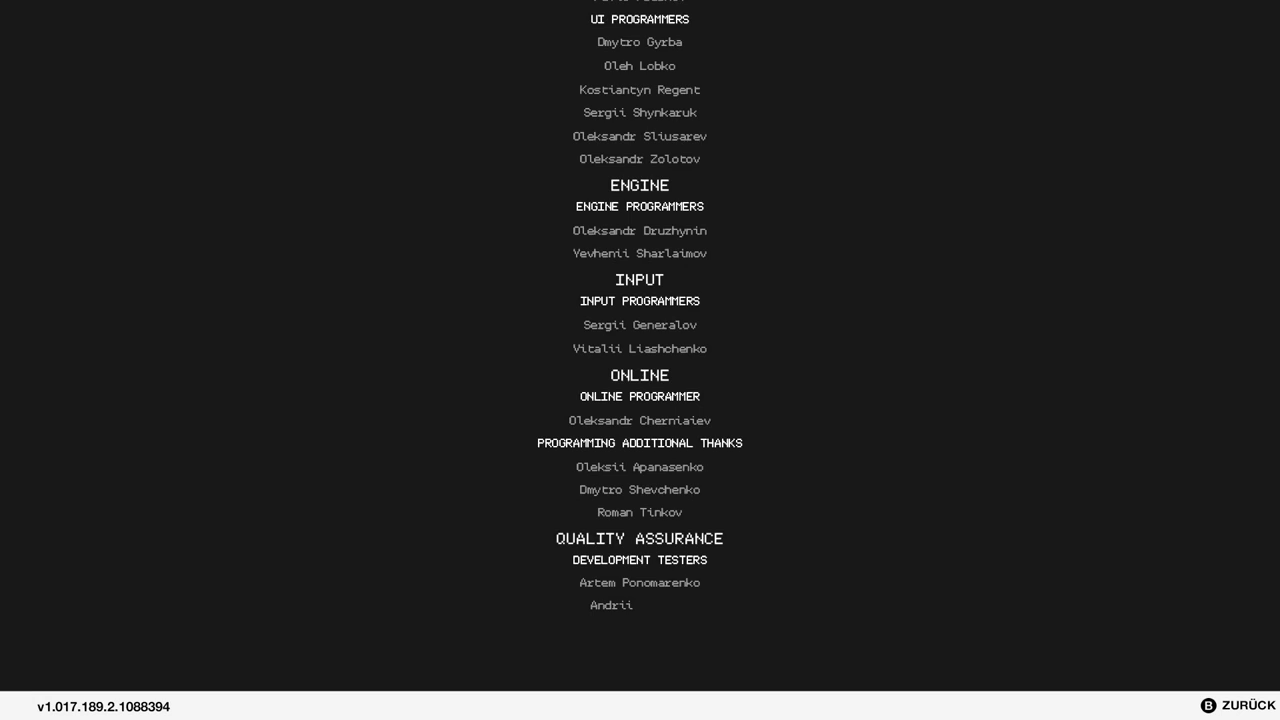 UI PROGRAMMERS
Dmytro Gyrba
Oleh Lobko
Kostiantyn Regent
Sergii Shynkaruk
Oleksandr Sliusarev
Oleksandr Zolotov
ENGINE
ENGINE PROGRAMMERS
Oleksandr Druzhynin
Yevhenii Sharlaimov
INPUT
INPUT PROGRAMMERS
Sergii Generalov
Vitalii Liashchenko
ONLINE
ONLINE PROGRAMMER
Oleksandr Cherniaiev
PROGRAMMING ADDITIONAL THANKS
Oleksii Apanasenko
Dmytro Shevchenko
Roman Tinkov
QUALITY ASSURANCE
DEVELOPMENT TESTERS
Artem Ponomarenko
Andrii
v1.017.189.2.1088394
B ZURÜCK